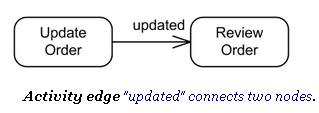 Update
Order
updated
Review
Order
Activity edge "updated" connects two nodes.